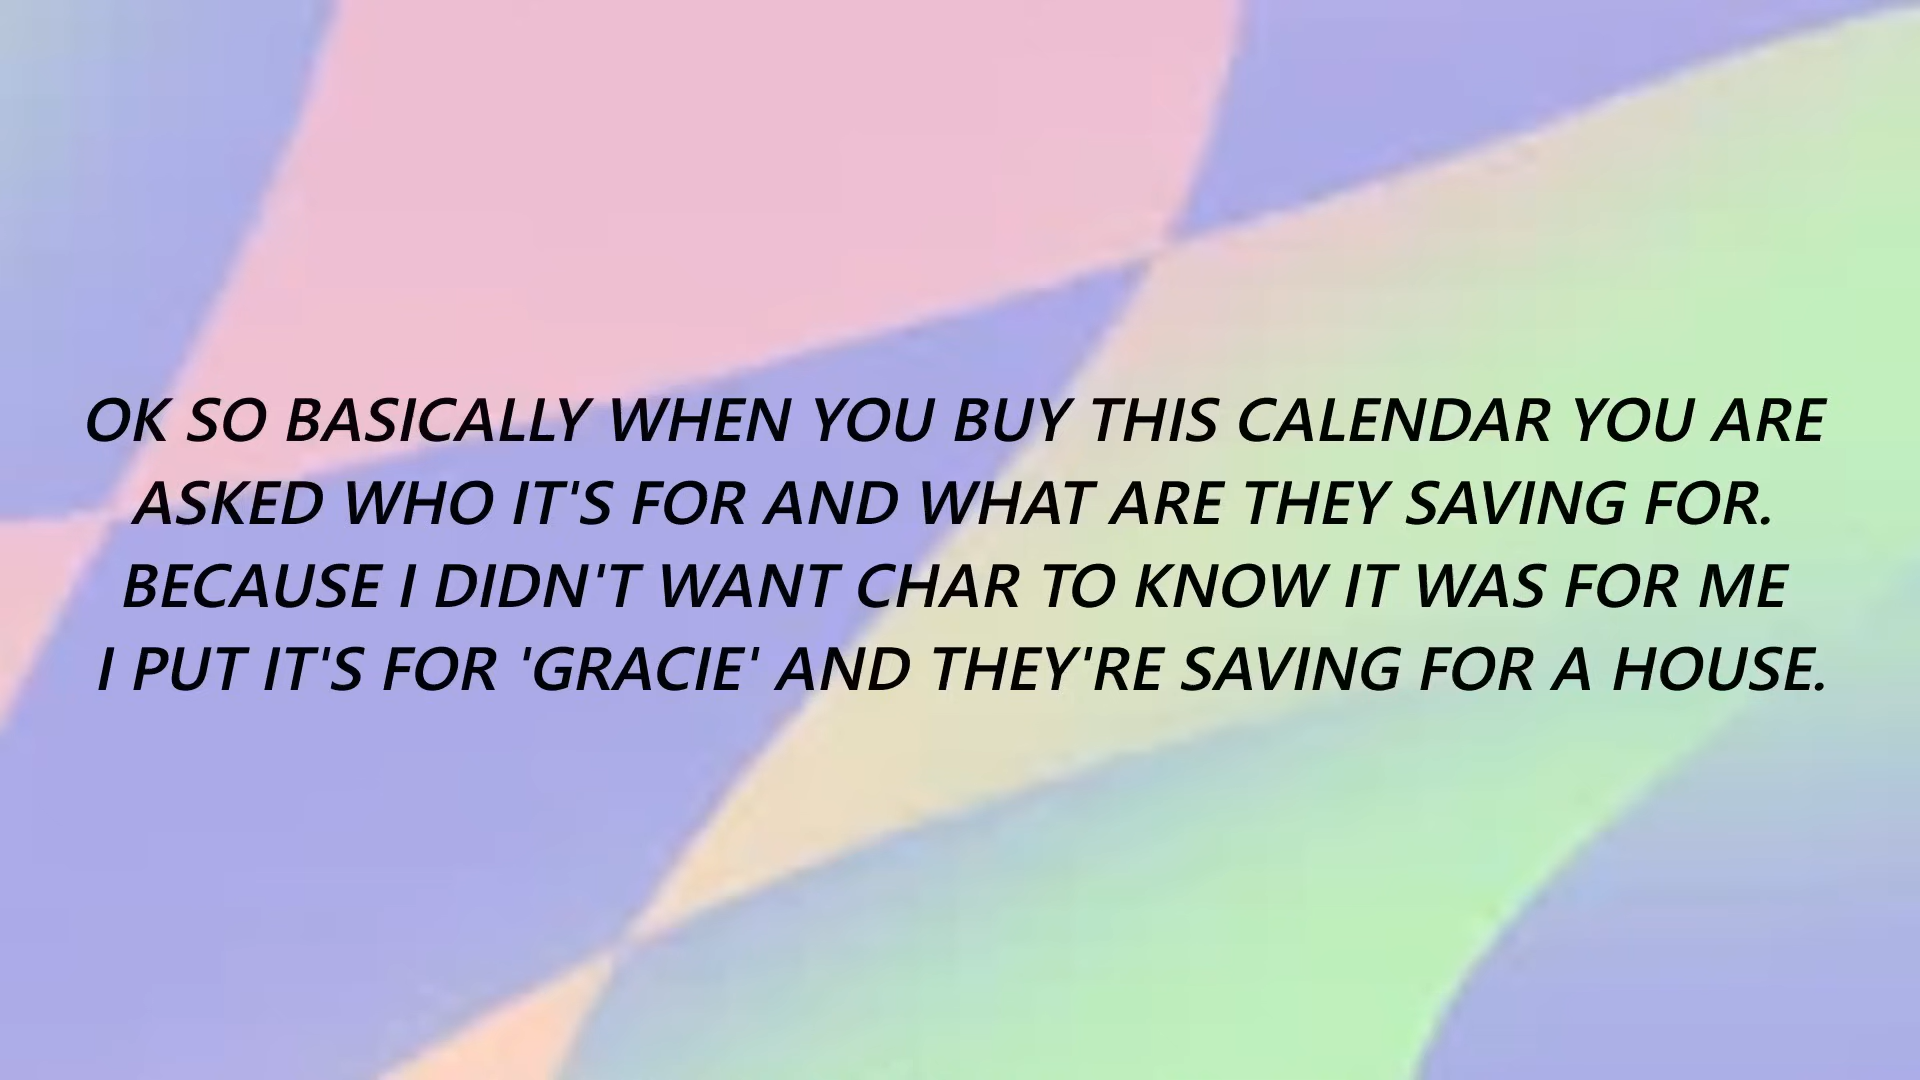 OK SO BASICALLY WHEN YOU BUY THIS CALENDAR YOU ARE
ASKED WHO IT'S FOR AND WHAT ARE THEY SAVING FOR.
BECAUSE I DIDN'T WANT CHAR TO KNOW IT WAS FOR ME
I PUT IT'S FOR 'GRACIE' AND THEY'RE SAVING FOR A HOUSE.